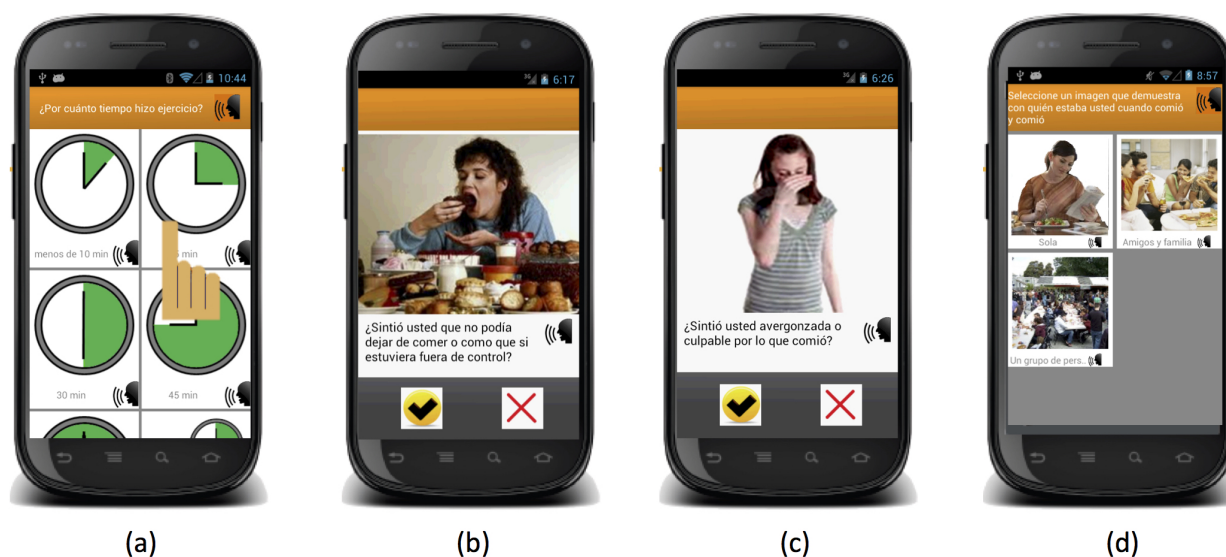 10:44
¿Por cuánto tiempo hizo ejercicio?
menos de 10 min
min
30 min
45 min
(a)
3G 6:17
¿Sintió usted que no podía
dejar de comer o como que si
estuviera fuera de control?
(b)
3G 6:26
¿Sintió usted avergonzada o
culpable por lo que comió?
(c)
8:57
Seleccione un imagen que demuestra
con quién estaba usted cuando comió
y comió
Sola
Amigos y familia
Un grupo de pers..
(d)